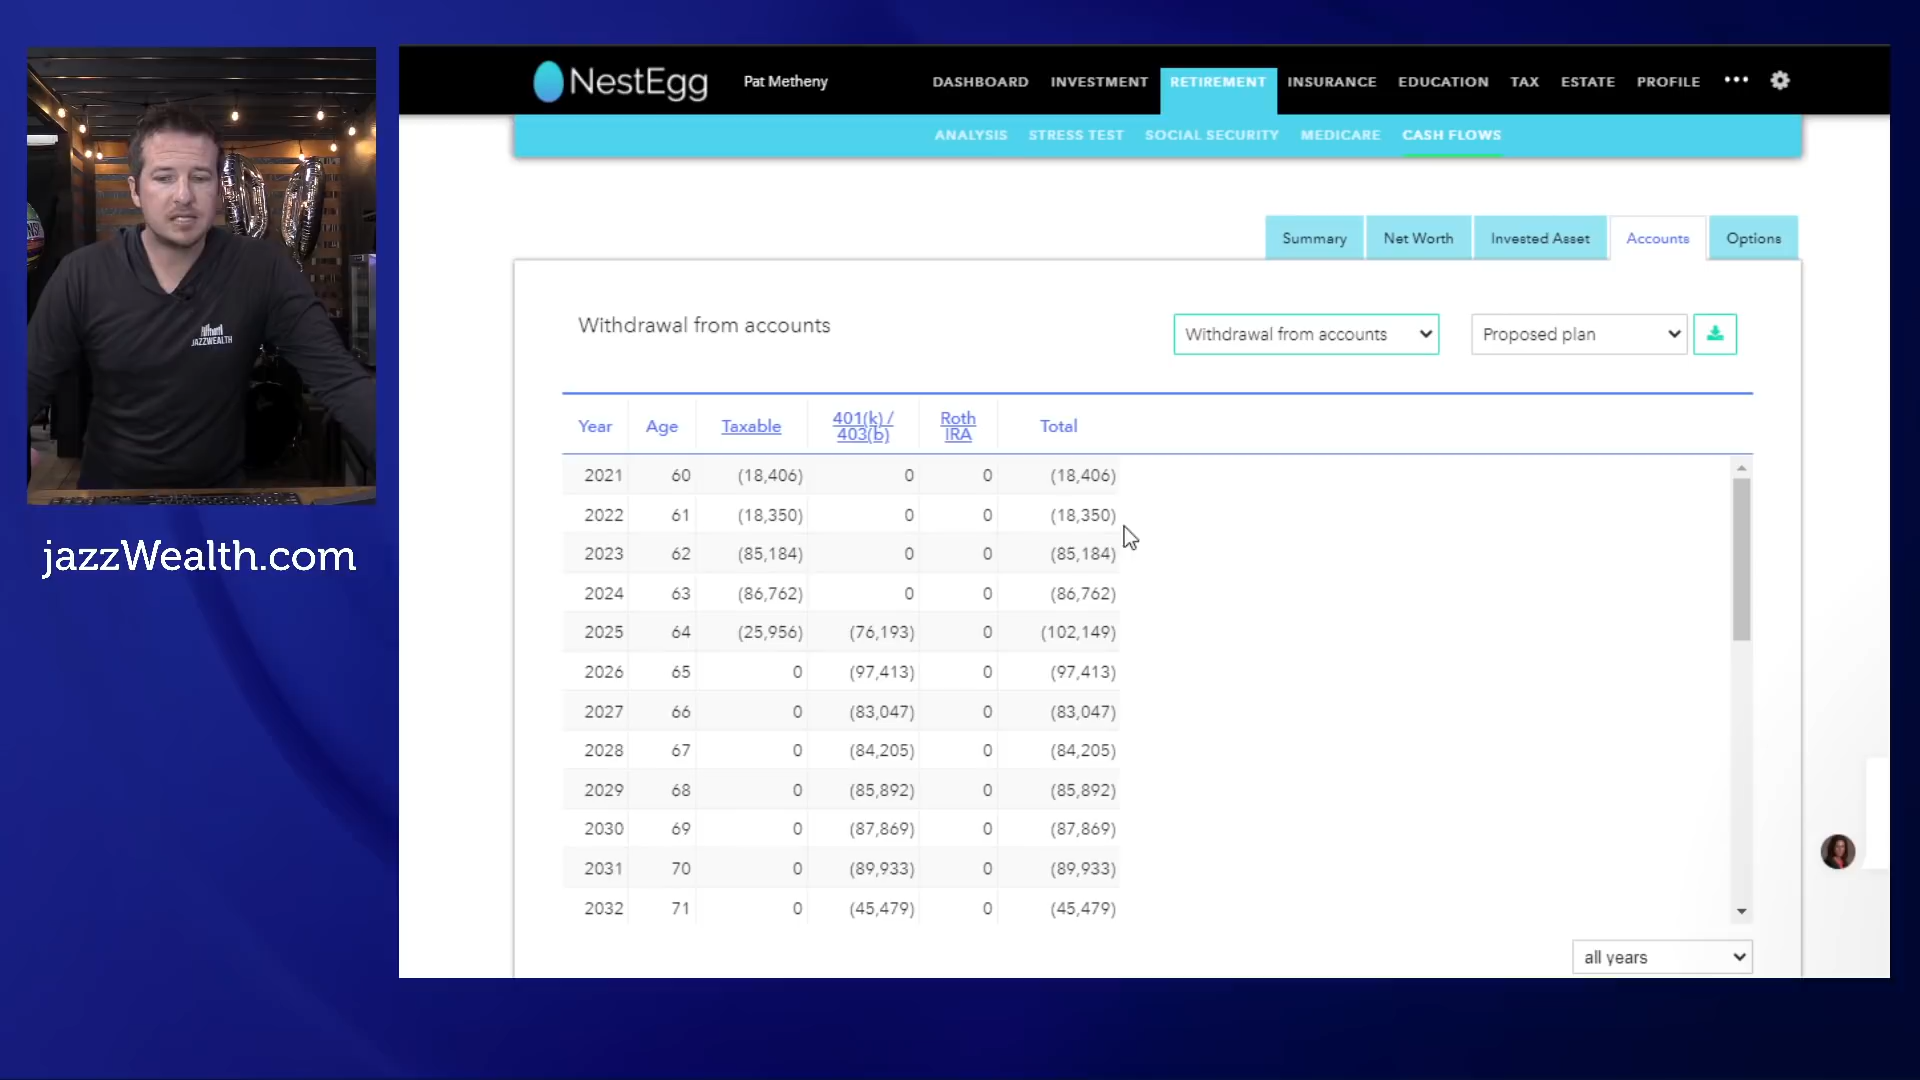 NestEgg
Pat Metheny
DASHBOARD INVESTMENT RETIREMENT INSURANCE EDUCATION TAX ESTATE PROFILE •••
ANALYSIS STRESS TEST SOCIAL SECURITY MEDICARE CASH FLOWS
Summary Net Worth Invested Asset Accounts Options
Withdrawal from accounts
Withdrawal from accounts
Proposed plan
Year Age Taxable 401(k) / 403(b) Roth IRA Total
2021 60 (18,406) 0 0 (18,406)
2022 61 (18,350) 0 0 (18,350)
2023 62 (85,184) 0 0 (85,184)
2024 63 (86,762) 0 0 (86,762)
2025 64 (25,956) (76,193) 0 (102,149)
2026 65 0 (97,413) 0 (97,413)
2027 66 0 (83,047) 0 (83,047)
2028 67 0 (84,205) 0 (84,205)
2029 68 0 (85,892) 0 (85,892)
2030 69 0 (87,869) 0 (87,869)
2031 70 0 (89,933) 0 (89,933)
2032 71 0 (45,479) 0 (45,479)
all years
JAZZWEALTH
jazzWealth.com